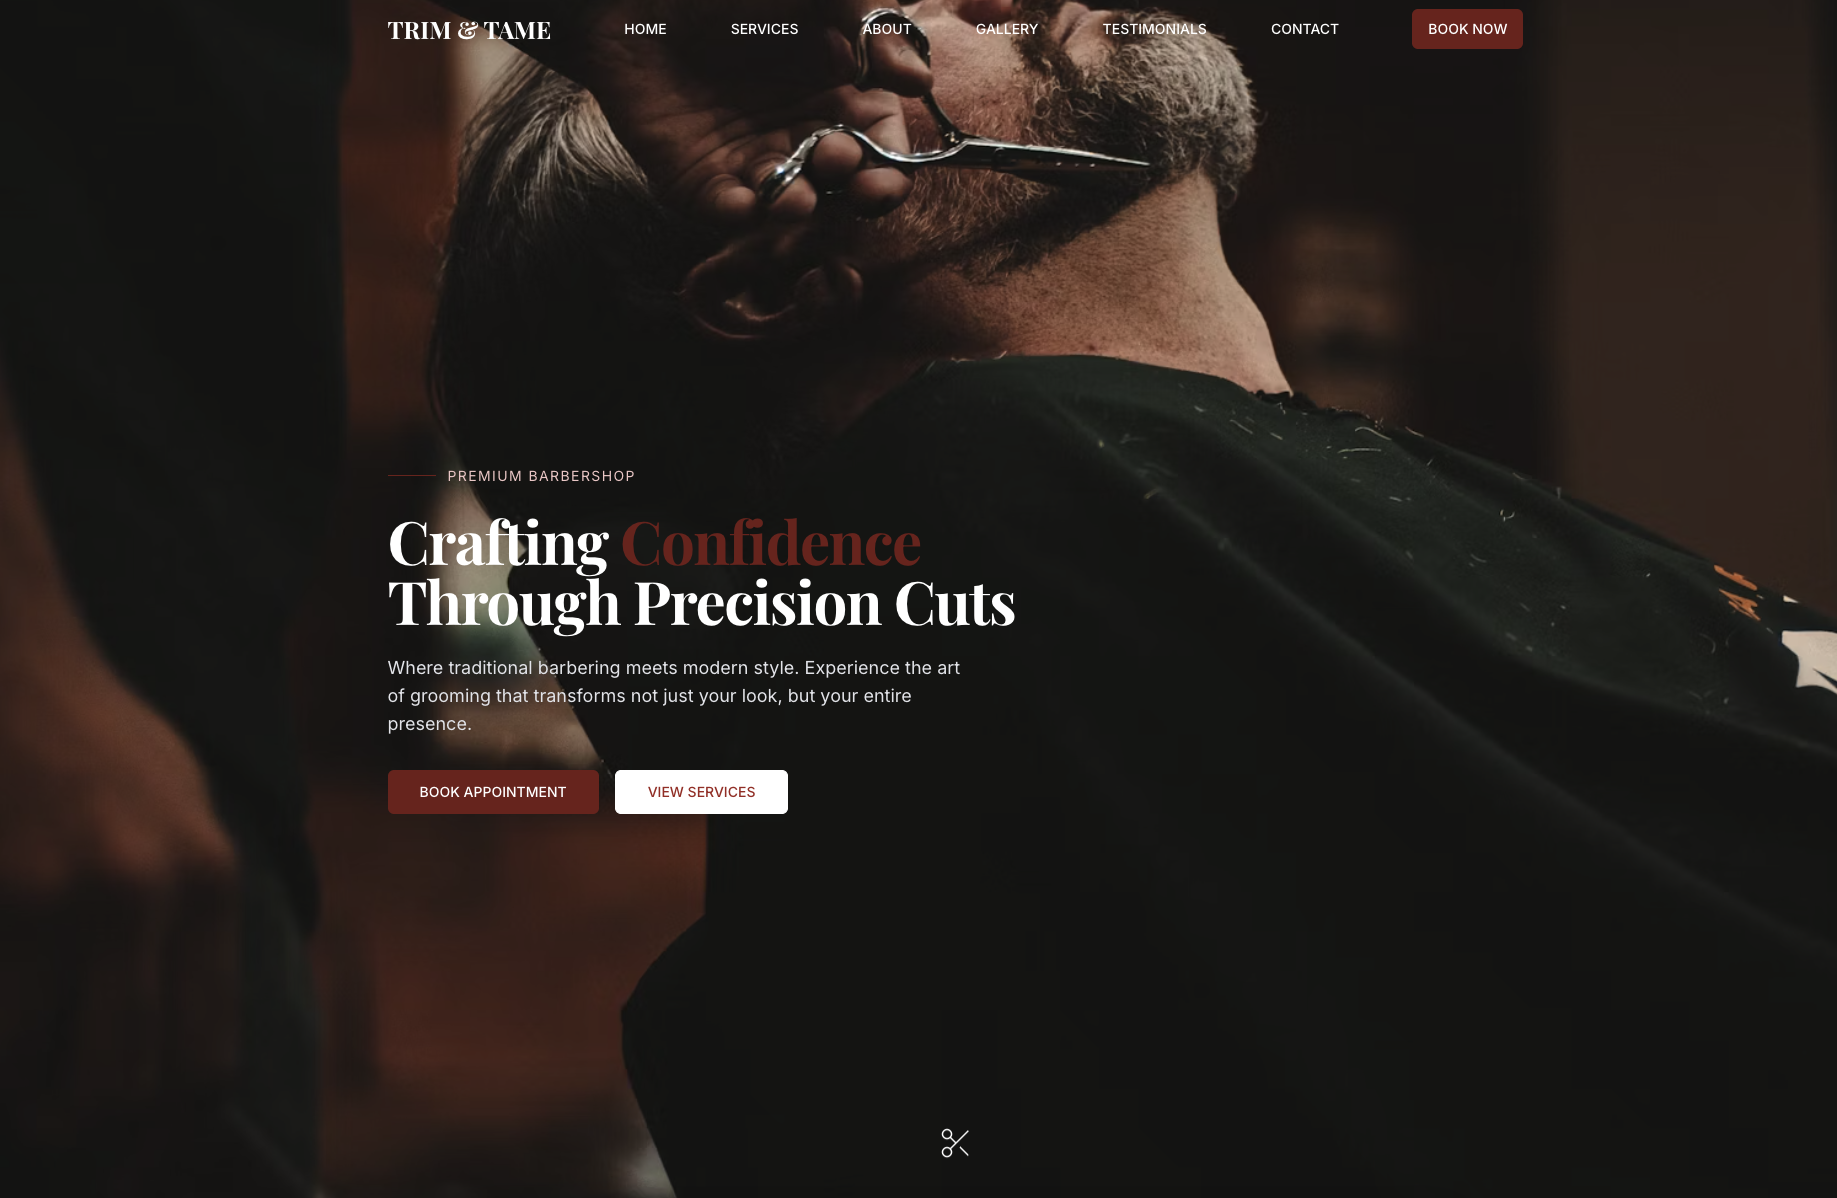 TRIM & TAME
HOME
SERVICES
ABOUT
GALLERY
TESTIMONIALS
CONTACT
BOOK NOW
PREMIUM BARBERSHOP
Crafting Confidence
Through Precision Cuts
Where traditional barbering meets modern style. Experience the art
of grooming that transforms not just your look, but your entire
presence.
BOOK APPOINTMENT
VIEW SERVICES